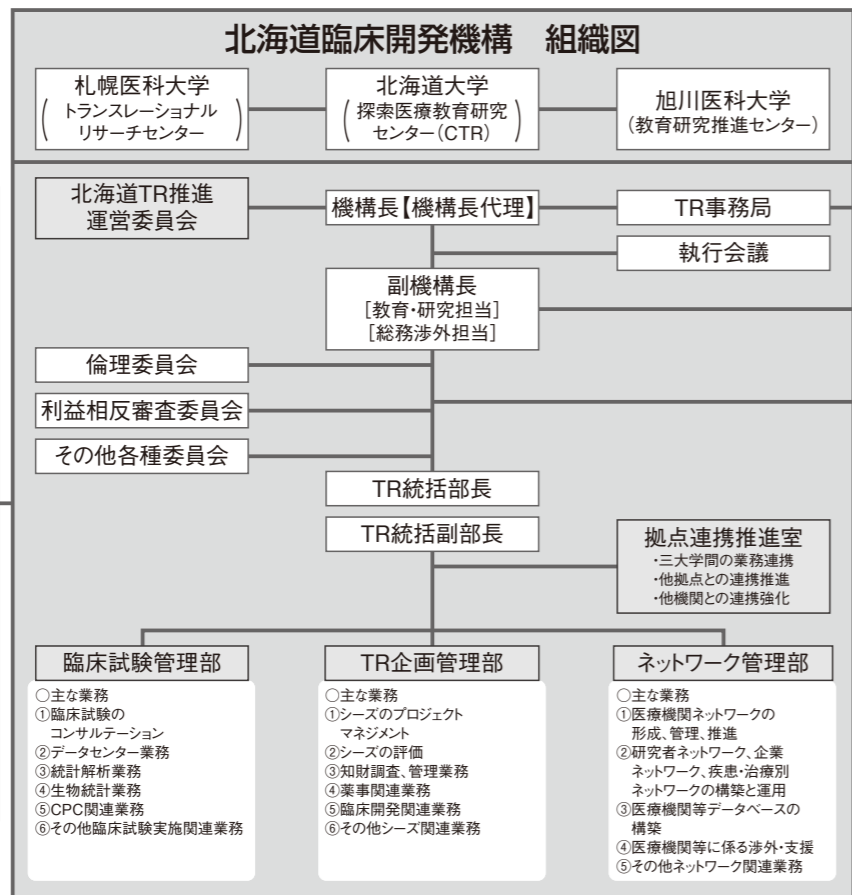 北海道臨床開発機構　組織図
札幌医科大学
(トランスレーショナル
リサーチセンター)
北海道大学
(探索医療教育研究
センター(CTR))
旭川医科大学
(教育研究推進センター)
北海道TR推進
運営委員会
機構長【機構長代理】
TR事務局
執行会議
副機構長
[教育・研究担当]
[総務渉外担当]
倫理委員会
利益相反審査委員会
その他各種委員会
TR統括部長
TR統括副部長
拠点連携推進室
・三大学間の業務連携
・他拠点との連携推進
・他機関との連携強化
臨床試験管理部
○主な業務
①臨床試験の
コンサルテーション
②データセンター業務
③統計解析業務
④生物統計業務
⑤CPC関連業務
⑥その他臨床試験実施関連業務
TR企画管理部
○主な業務
①シーズのプロジェクト
マネジメント
②シーズの評価
③知財調査、管理業務
④薬事関連業務
⑤臨床開発関連業務
⑥その他シーズ関連業務
ネットワーク管理部
○主な業務
①医療機関ネットワークの
形成、管理、推進
②研究者ネットワーク、企業
ネットワーク、疾患・治療別
ネットワークの構築と運用
③医療機関等データベースの
構築
④医療機関等に係る渉外・支援
⑤その他ネットワーク関連業務